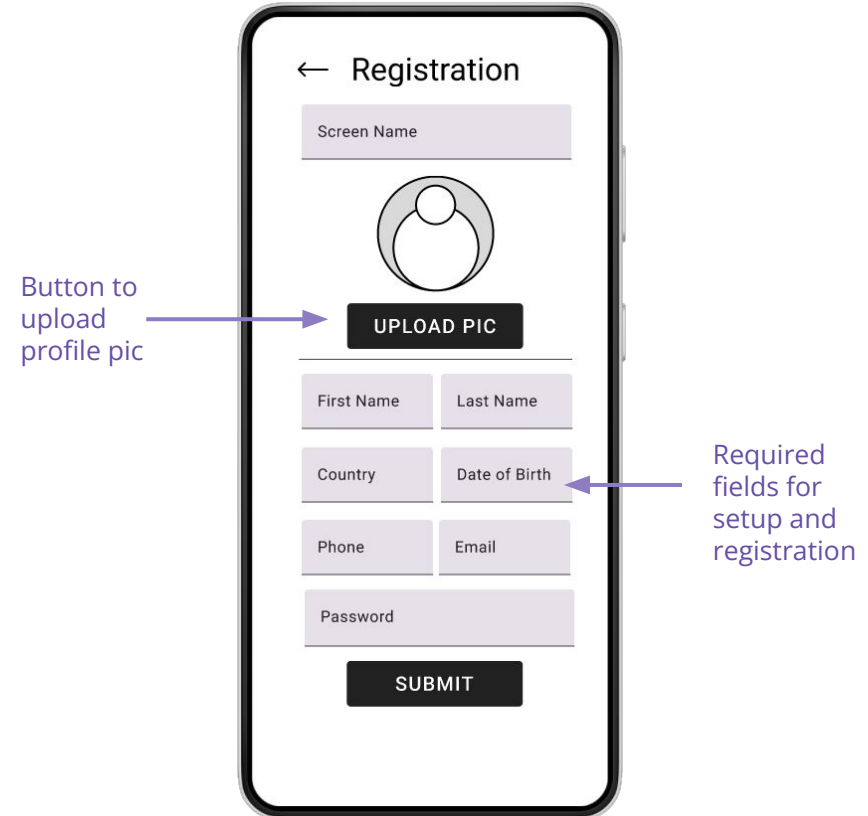 ← Registration
Screen Name
Button to
upload
profile pic
UPLOAD PIC
First Name Last Name
Country Date of Birth
Required
fields for
setup and
registration
Phone Email
Password
SUBMIT